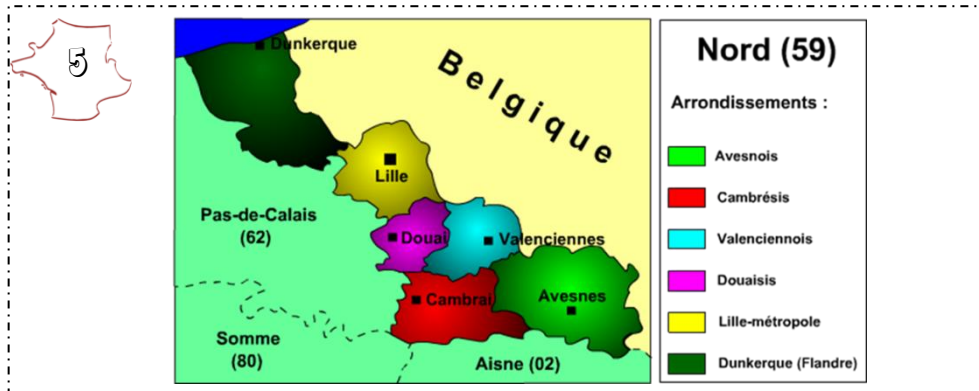 5
Dunkerque
Belgique
Lille
Pas-de-Calais
(62)
Douai
Valenciennes
Cambrai
Avesnes
Somme
(80)
Aisne (02)
Nord (59)
Arrondissements :
Avesnois
Cambrésis
Valenciennois
Douaisis
Lille-métropole
Dunkerque (Flandre)